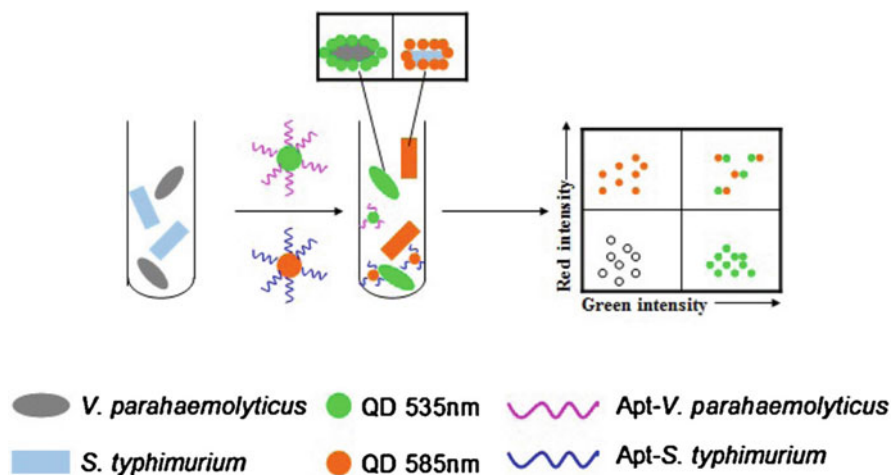 Red intensity
Green intensity
V. parahaemolyticus
QD 535nm
Apt-V. parahaemolyticus
S. typhimurium
QD 585nm
Apt-S. typhimurium